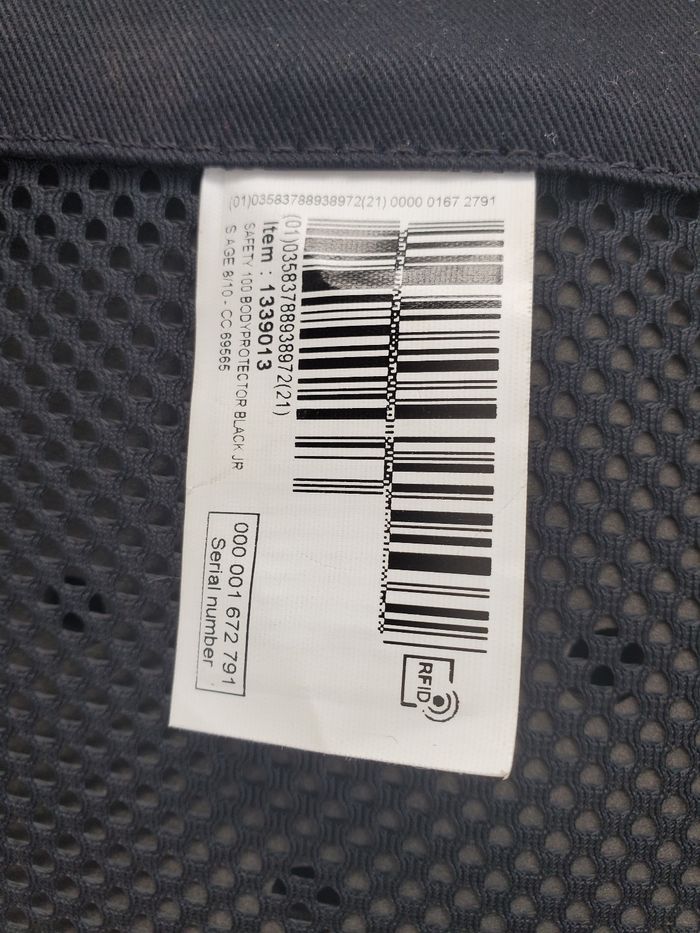 (01)03583788938972(21) 0000 0167 2791
(01)03583788938972(21)
Item : 1339013
SAFETY 100 BODYPROTECTOR BLACK JR
S AGE 8/10 - CC 69565
000 001 672 791
Serial number
RFID